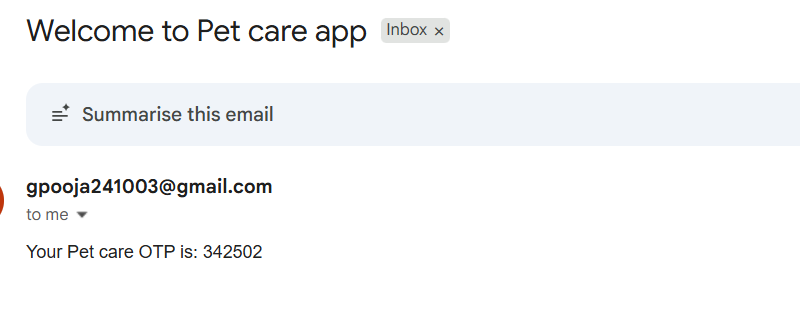 Welcome to Pet care app Inbox ×
Summarise this email
gpooja241003@gmail.com
to me
Your Pet care OTP is: 342502